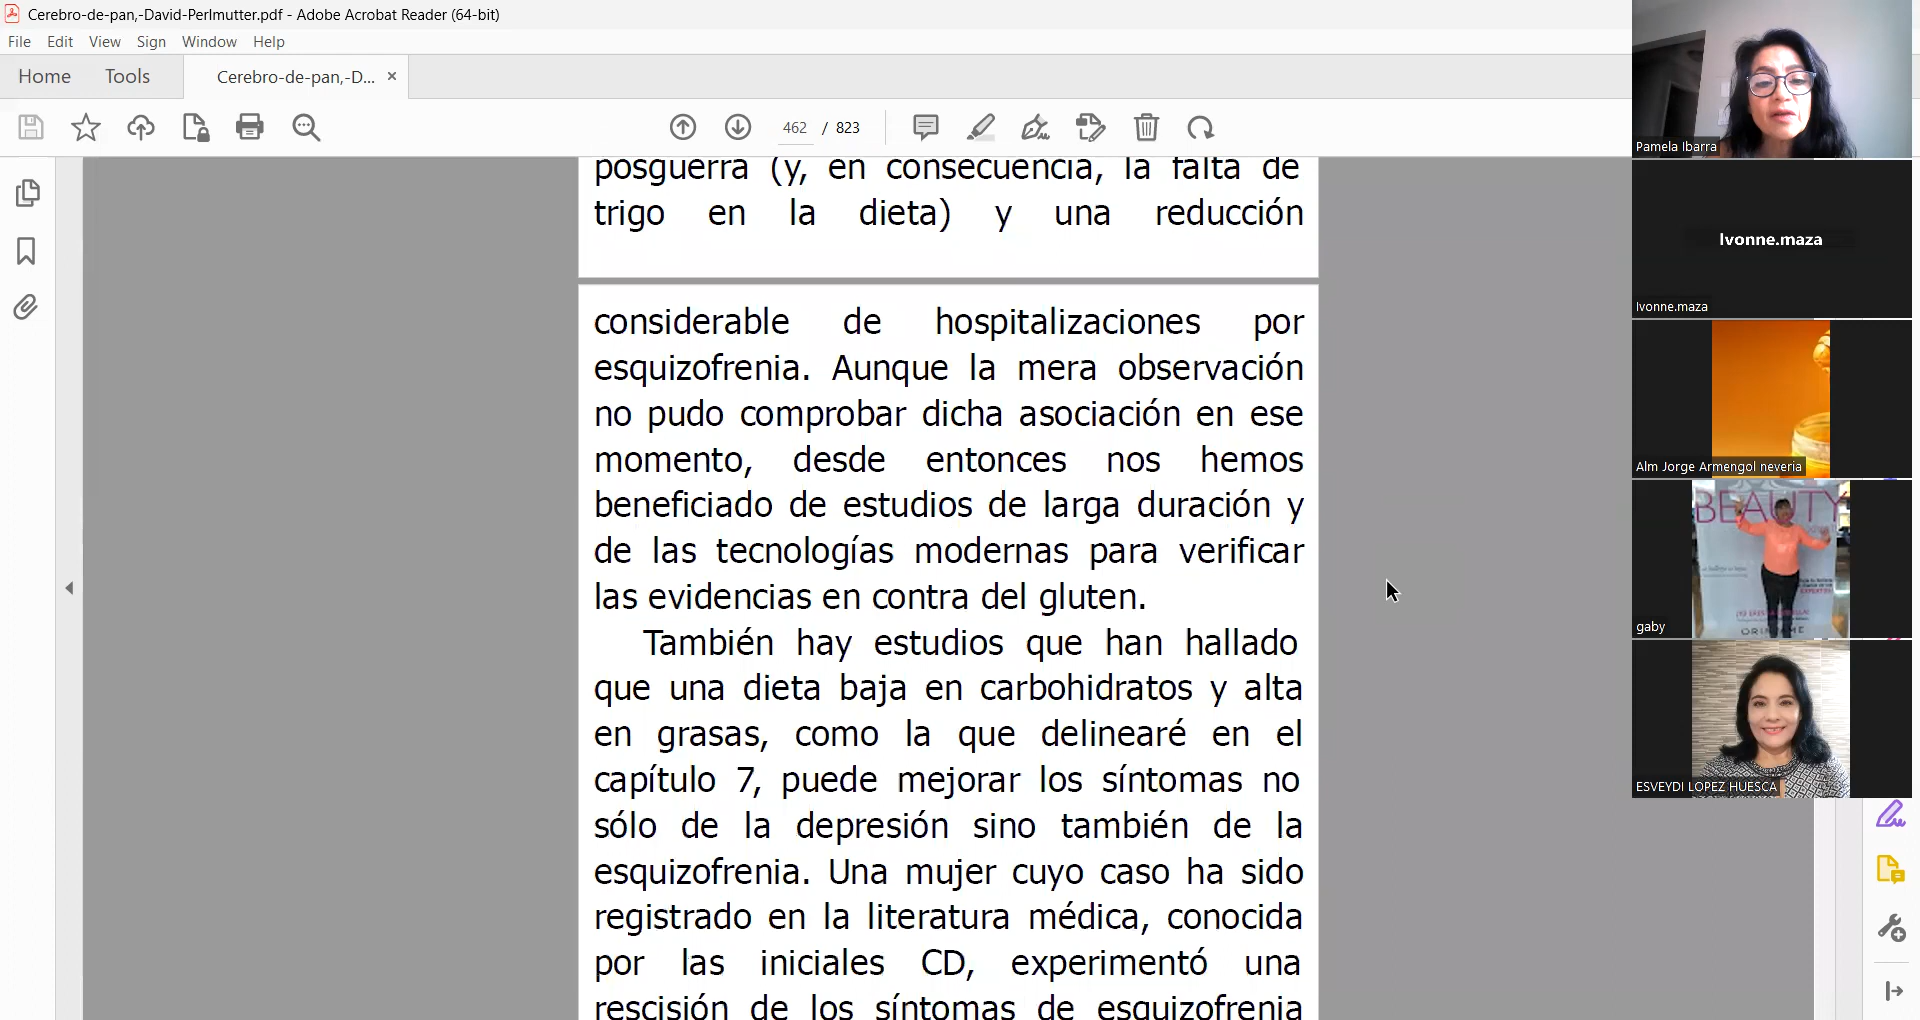 Cerebro-de-pan,-David-Perlmutter.pdf - Adobe Acrobat Reader (64-bit)
File Edit View Sign Window Help
Home Tools Cerebro-de-pan,-D... ×
462 / 823
posguerra (y, en consecuencia, la falta de
trigo en la dieta) y una reducción
considerable de hospitalizaciones por
esquizofrenia. Aunque la mera observación
no pudo comprobar dicha asociación en ese
momento, desde entonces nos hemos
beneficiado de estudios de larga duración y
de las tecnologías modernas para verificar
las evidencias en contra del gluten.
También hay estudios que han hallado
que una dieta baja en carbohidratos y alta
en grasas, como la que delinearé en el
capítulo 7, puede mejorar los síntomas no
sólo de la depresión sino también de la
esquizofrenia. Una mujer cuyo caso ha sido
registrado en la literatura médica, conocida
por las iniciales CD, experimentó una
rescisión de los síntomas de esquizofrenia
Pamela Ibarra
Ivonne.maza
Ivonne.maza
Alm Jorge Armengol neveria
BEAUTY
gaby
ESVEYDI LOPEZ HUESCA